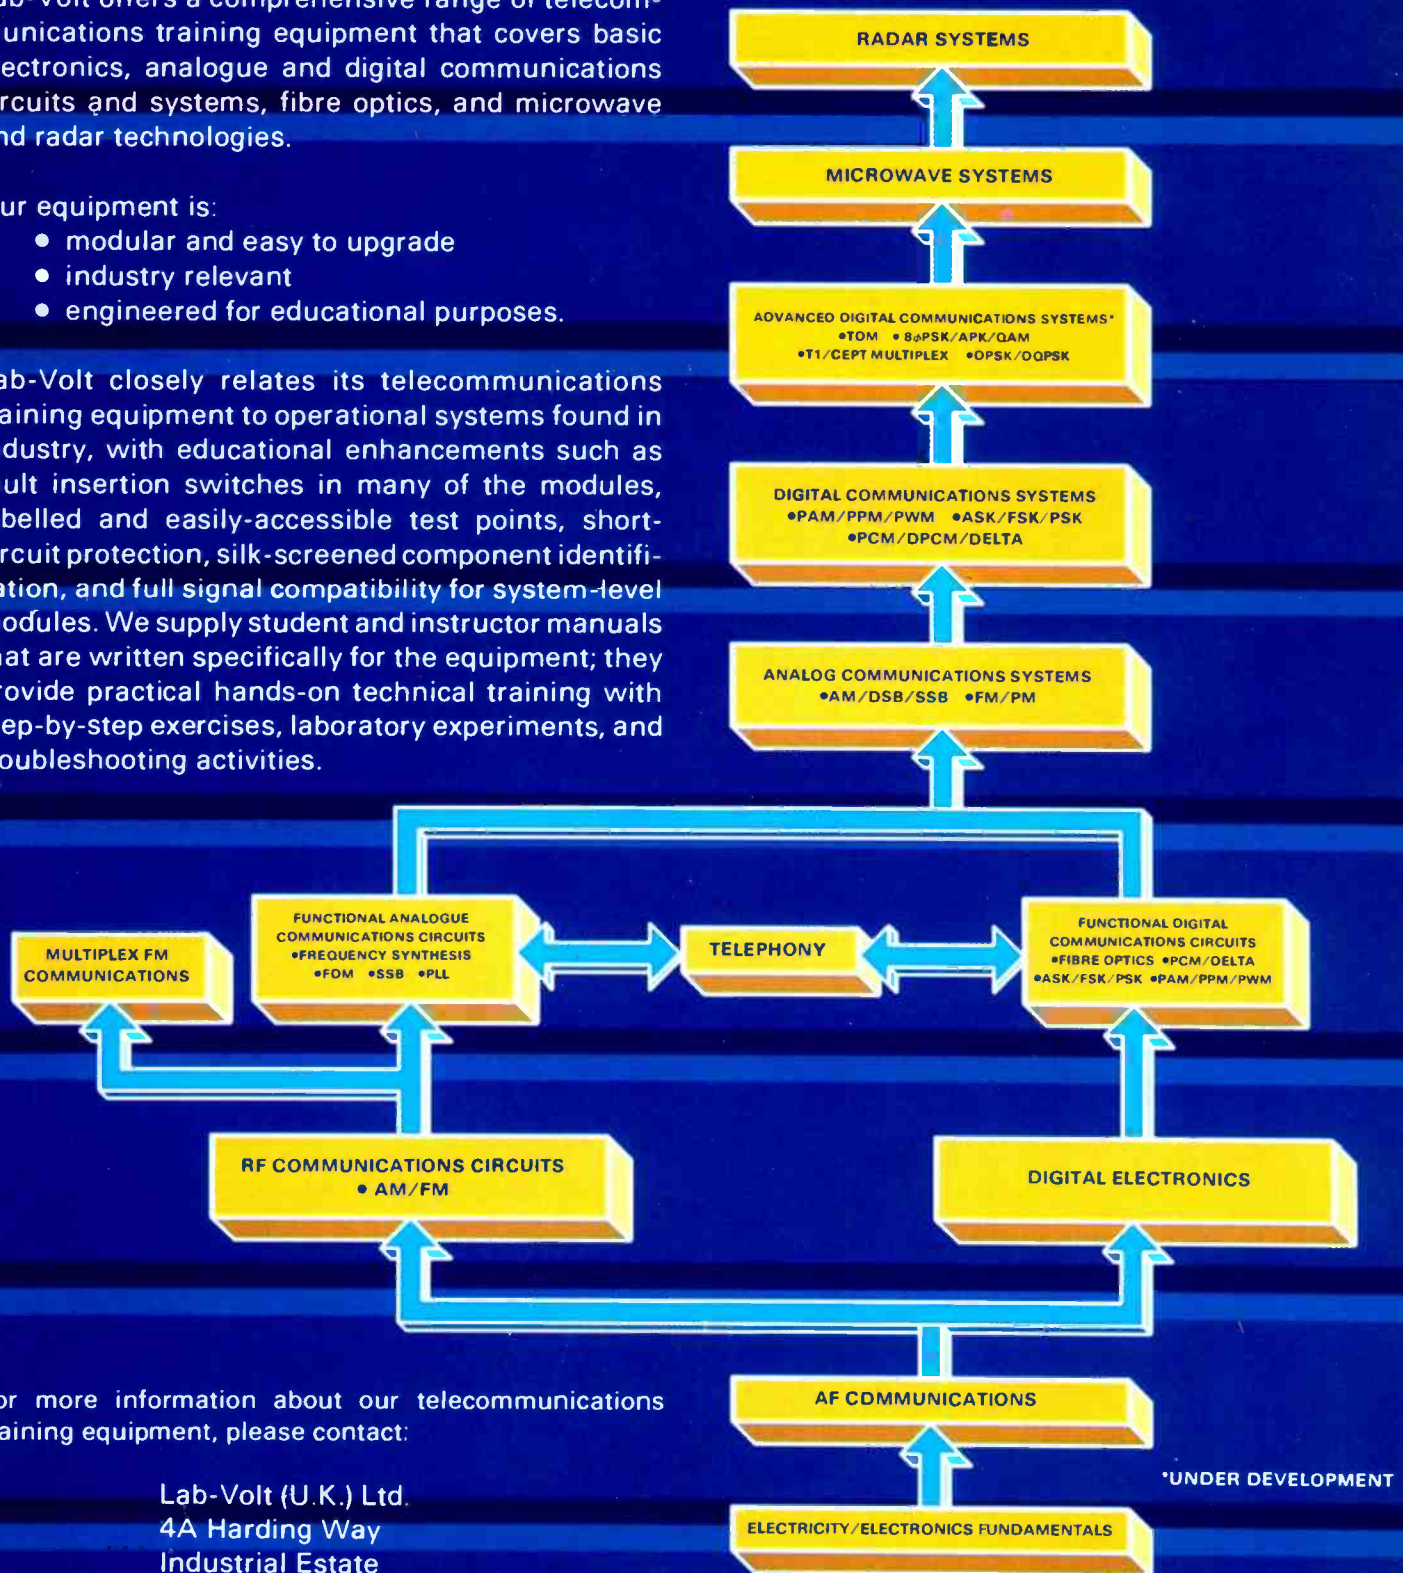 ab-Volt offers a comprehensive range of telecom-
unications training equipment that covers basic
ectronics, analogue and digital communications
rcuits and systems, fibre optics, and microwave
nd radar technologies.
ur equipment is:
● modular and easy to upgrade
● industry relevant
● engineered for educational purposes.
ab-Volt closely relates its telecommunications
aining equipment to operational systems found in
dustry, with educational enhancements such as
ult insertion switches in many of the modules,
belled and easily-accessible test points, short-
rcuit protection, silk-screened component identifi-
ation, and full signal compatibility for system-level
odules. We supply student and instructor manuals
hat are written specifically for the equipment; they
rovide practical hands-on technical training with
ep-by-step exercises, laboratory experiments, and
oubleshooting activities.
RADAR SYSTEMS
MICROWAVE SYSTEMS
ADVANCED DIGITAL COMMUNICATIONS SYSTEMS*
●TDM ●8φPSK/APK/QAM
●T1/CEPT MULTIPLEX ●QPSK/OQPSK
DIGITAL COMMUNICATIONS SYSTEMS
●PAM/PPM/PWM ●ASK/FSK/PSK
●PCM/DPCM/DELTA
ANALOG COMMUNICATIONS SYSTEMS
●AM/DSB/SSB ●FM/PM
MULTIPLEX FM
COMMUNICATIONS
FUNCTIONAL ANALOGUE
COMMUNICATIONS CIRCUITS
●FREQUENCY SYNTHESIS
●FDM ●SSB ●PLL
TELEPHONY
FUNCTIONAL DIGITAL
COMMUNICATIONS CIRCUITS
●FIBRE OPTICS ●PCM/DELTA
●ASK/FSK/PSK ●PAM/PPM/PWM
RF COMMUNICATIONS CIRCUITS
● AM/FM
DIGITAL ELECTRONICS
AF COMMUNICATIONS
*UNDER DEVELOPMENT
ELECTRICITY/ELECTRONICS FUNDAMENTALS
or more information about our telecommunications
aining equipment, please contact:
Lab-Volt (U.K.) Ltd.
4A Harding Way
Industrial Estate